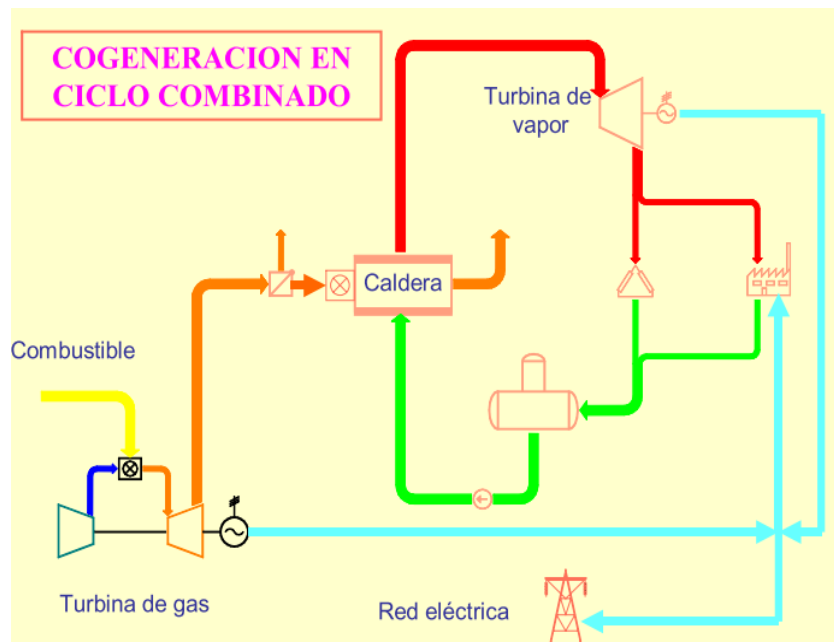 COGENERACION EN
CICLO COMBINADO
Turbina de
vapor
Caldera
Combustible
Turbina de gas
Red eléctrica